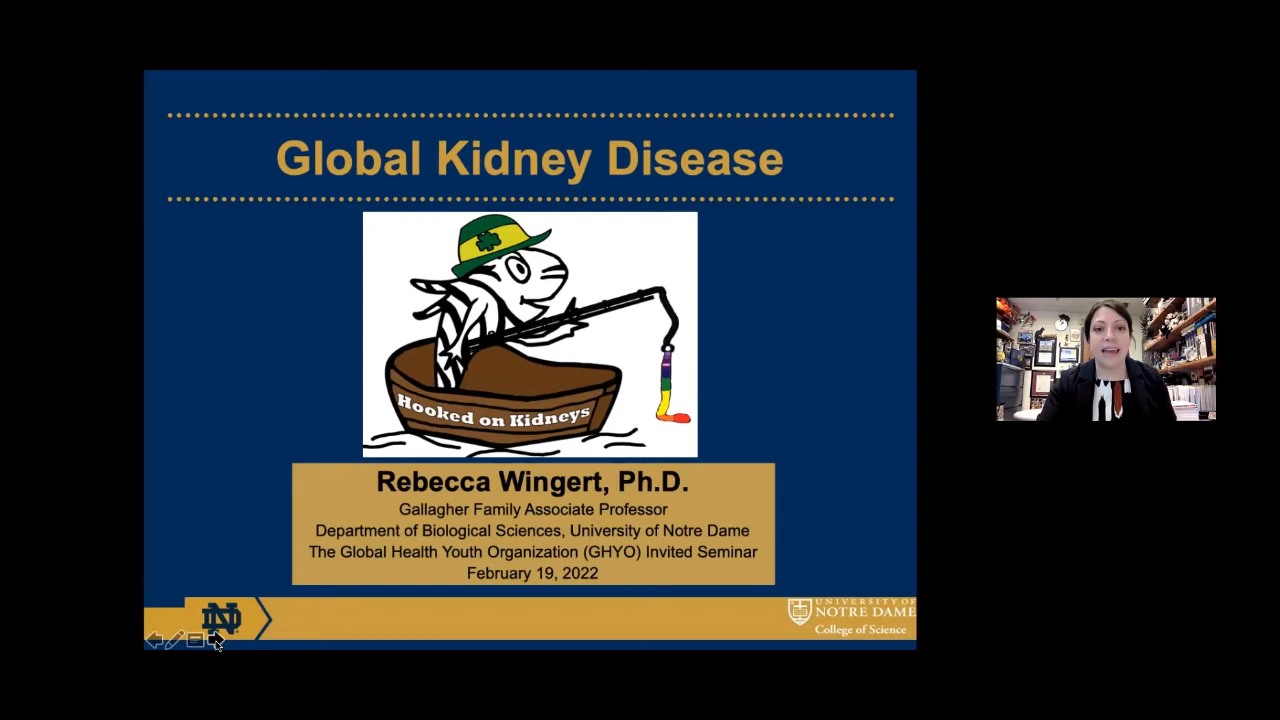 Global Kidney Disease
Hooked on Kidneys
Rebecca Wingert, Ph.D.
Gallagher Family Associate Professor
Department of Biological Sciences, University of Notre Dame
The Global Health Youth Organization (GHYO) Invited Seminar
February 19, 2022
ND
UNIVERSITY OF
NOTRE DAME
College of Science